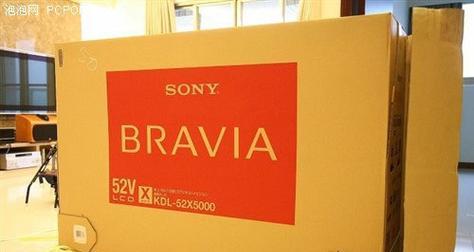 泡泡网 PCPOP
SONY
BRAVIA
52V
LCD
X
KDL-52X5000